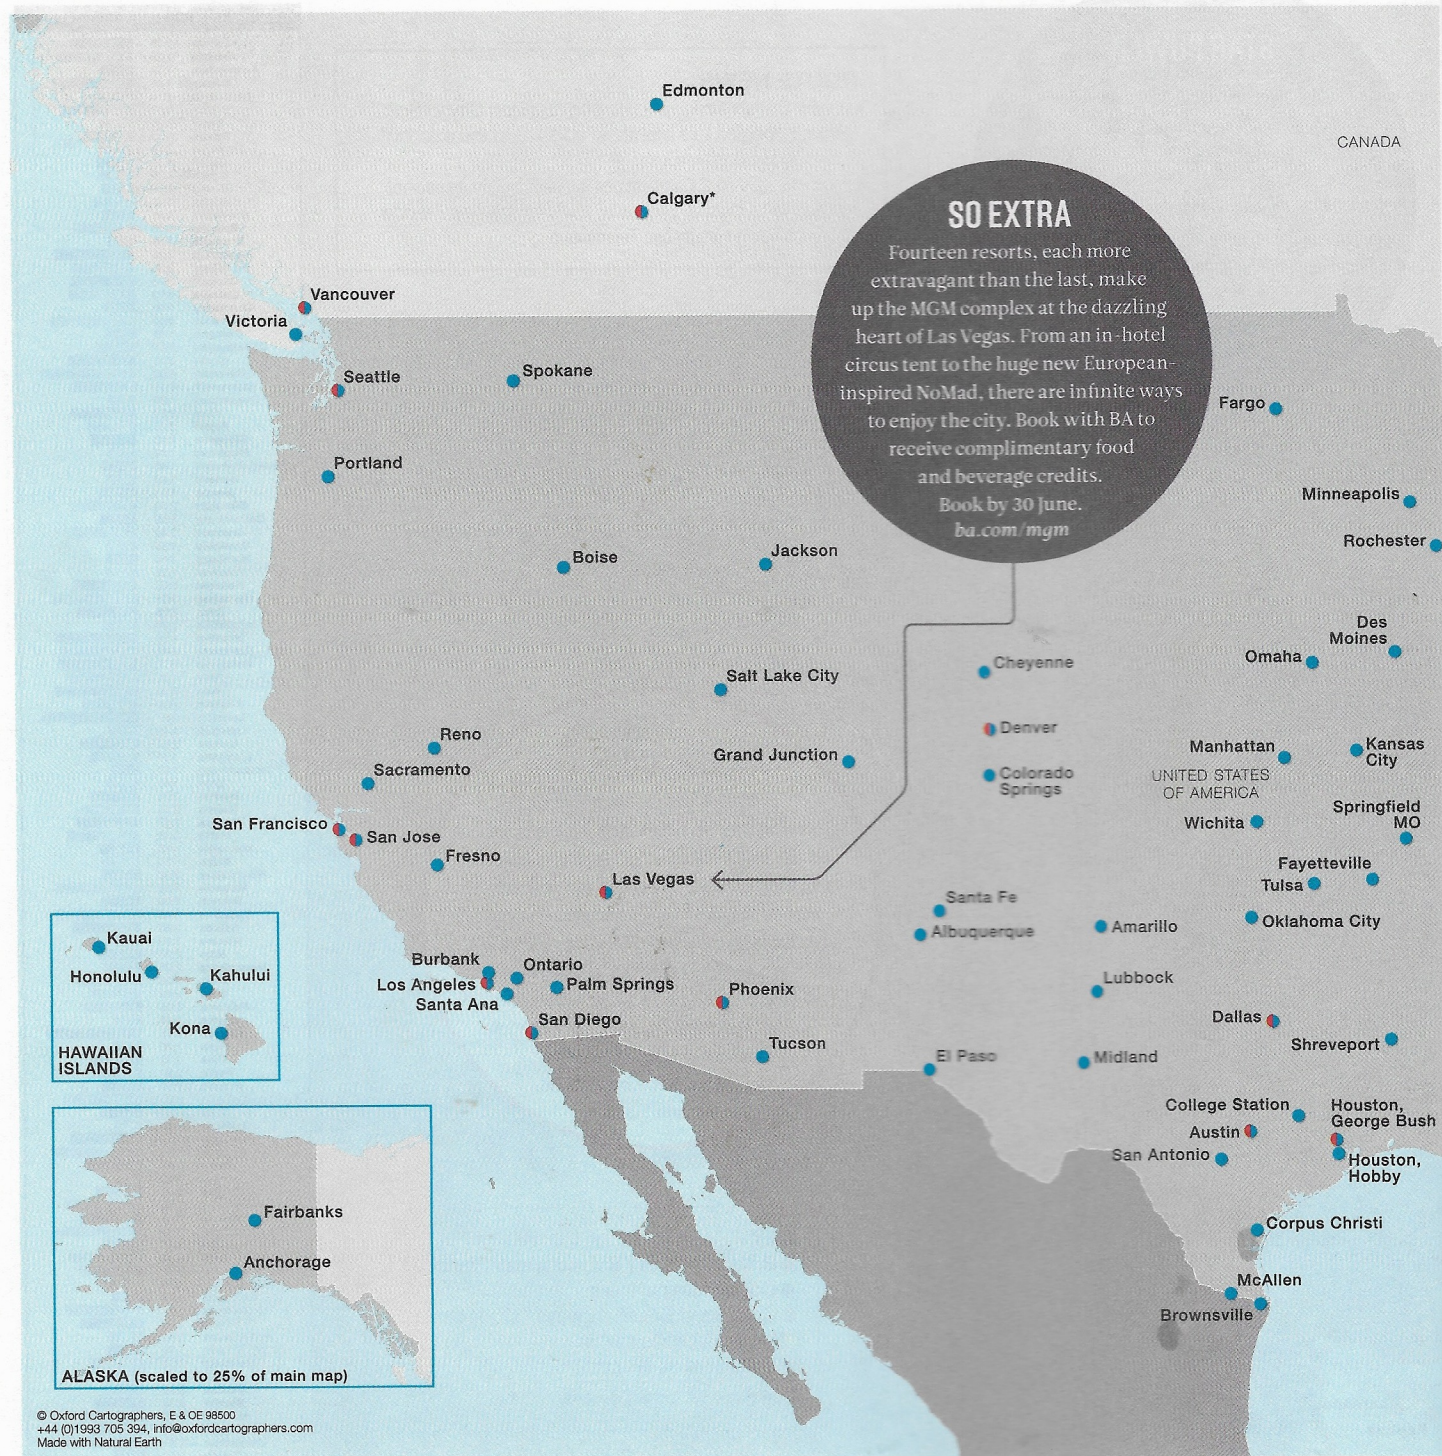 Edmonton
CANADA
Calgary*
SO EXTRA
Fourteen resorts, each more
extravagant than the last, make
up the MGM complex at the dazzling
heart of Las Vegas. From an in-hotel
circus tent to the huge new European-
inspired NoMad, there are infinite ways
to enjoy the city. Book with BA to
receive complimentary food
and beverage credits.
Book by 30 June.
ba.com/mgm
Vancouver
Victoria
Seattle
Spokane
Fargo
Portland
Minneapolis
Rochester
Boise
Jackson
Des
Moines
Omaha
Cheyenne
Salt Lake City
Denver
Reno
Grand Junction
Manhattan
Kansas
City
Sacramento
Colorado
Springs
UNITED STATES
OF AMERICA
Springfield
MO
San Francisco
San Jose
Wichita
Fresno
Fayetteville
Las Vegas
Tulsa
Santa Fe
Albuquerque
Amarillo
Oklahoma City
Kauai
Honolulu
Kahului
Kona
HAWAIIAN
ISLANDS
Burbank
Ontario
Los Angeles
Palm Springs
Santa Ana
Phoenix
Lubbock
San Diego
Dallas
Tucson
Shreveport
El Paso
Midland
College Station
Houston,
George Bush
Austin
San Antonio
Houston,
Hobby
Fairbanks
Corpus Christi
Anchorage
McAllen
Brownsville
ALASKA (scaled to 25% of main map)
© Oxford Cartographers, E & OE 98500
+44 (0)1993 705 394, info@oxfordcartographers.com
Made with Natural Earth